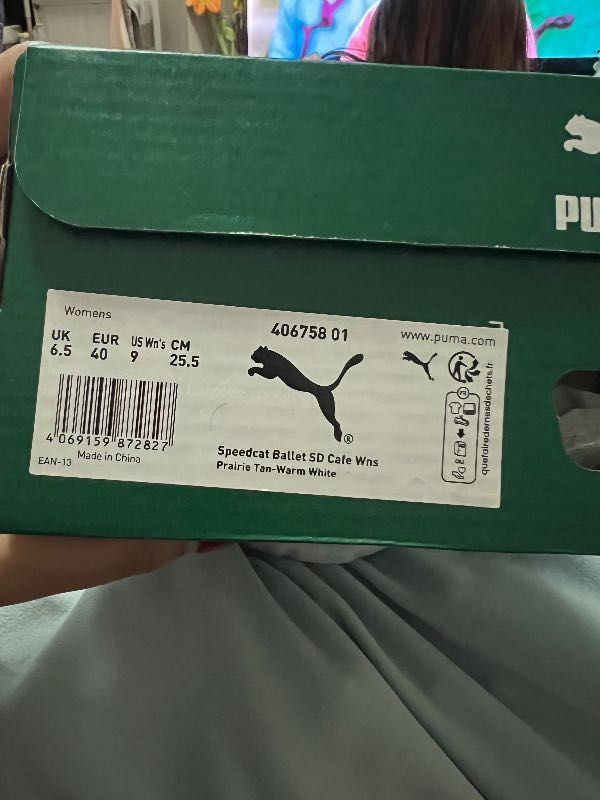 PU
Womens
406758 01
www.puma.com
UK EUR US Wn's CM
6.5 40 9 25.5
4 069159 872827
EAN-13 Made in China
Speedcat Ballet SD Cafe Wns
Prairie Tan-Warm White
®
quefairedemesdechets.fr